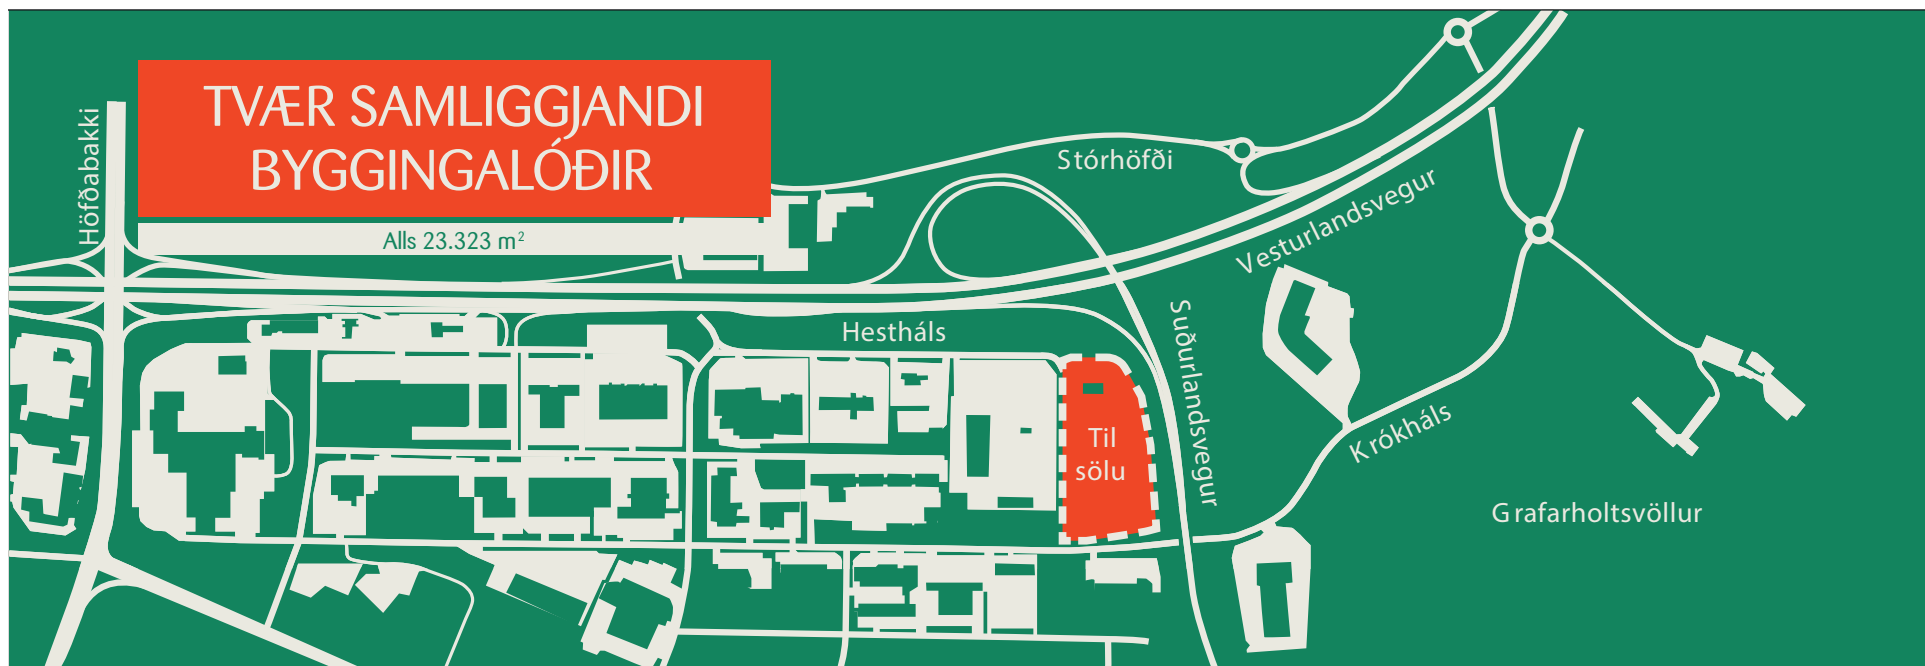 TVÆR SAMLIGGJANDI
BYGGINGALÓÐIR
Alls 23.323 m²
Höfðabakki
Stórhöfði
Vesturlandsvegur
Hestháls
Suðurlandsvegur
Til
sölu
Krókháls
Grafarholtsvöllur